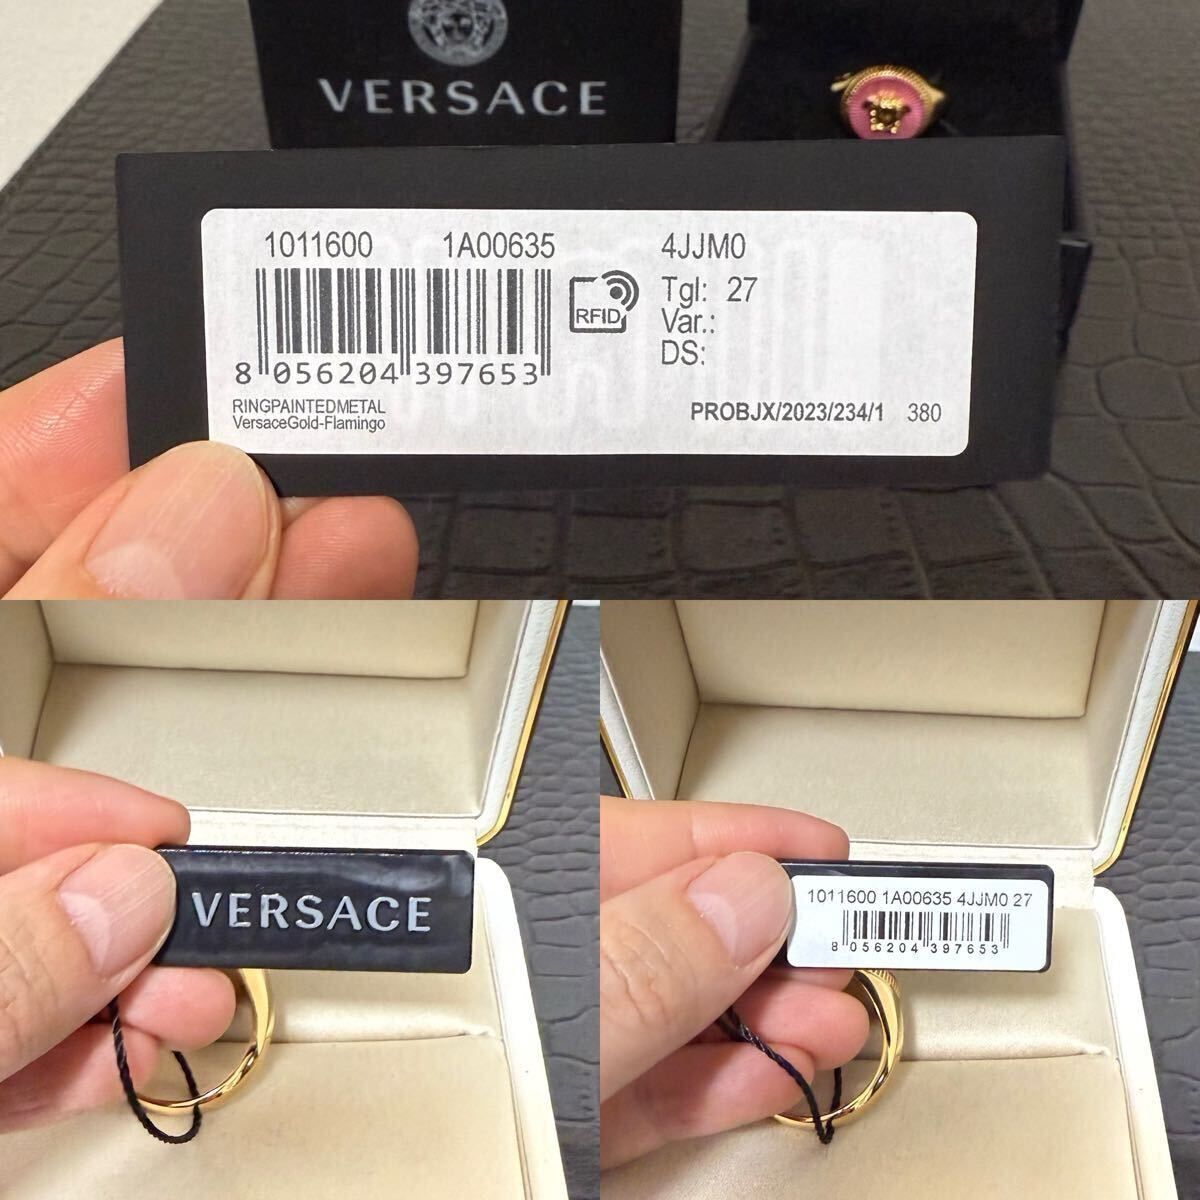 VERSACE
1011600 1A00635 4JJM0
RFID
Tgl: 27
Var.:
DS:
8 056204 397653
RINGPAINTEDMETAL
VersaceGold-Flamingo
PROBJX/2023/234/1 380
VERSACE
1011600 1A00635 4JJM0 27
8 056204 397653